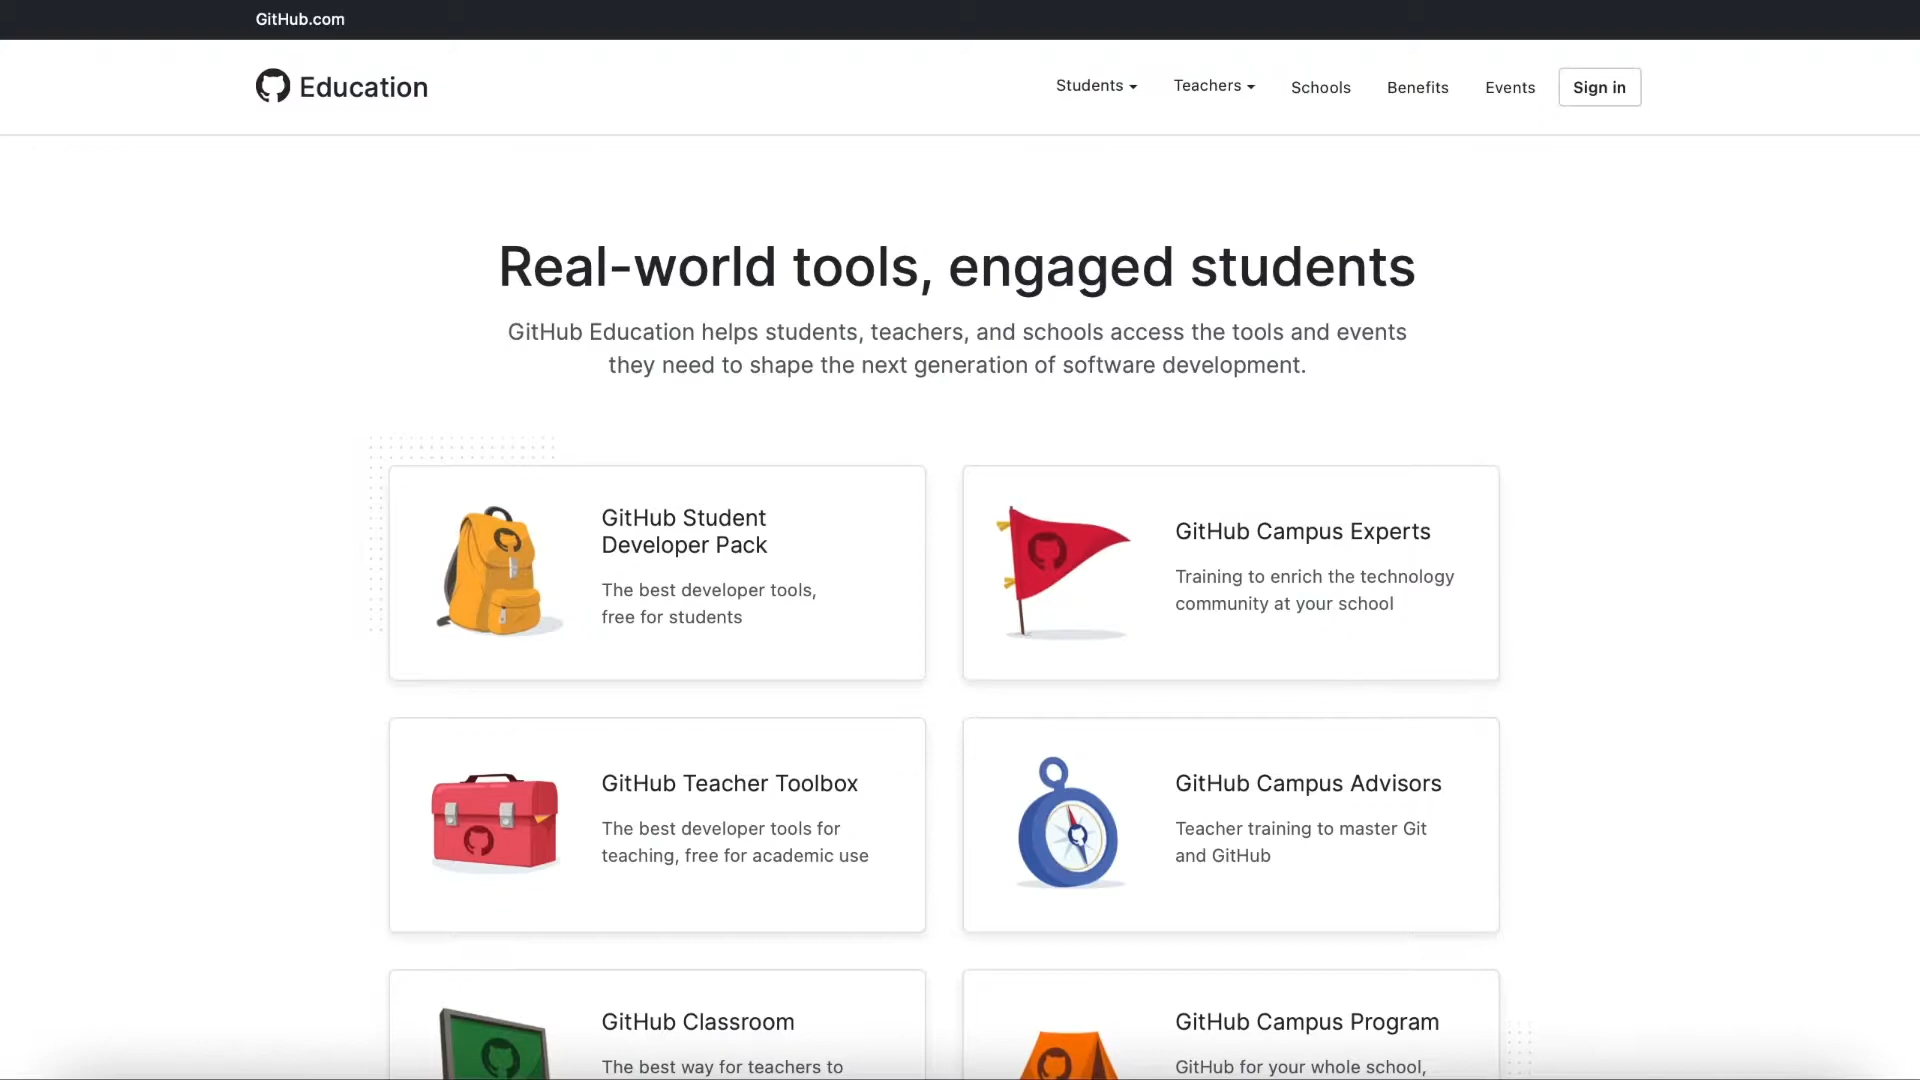 GitHub.com
Education
Students
Teachers
Schools
Benefits
Events
Sign in
Real-world tools, engaged students
GitHub Education helps students, teachers, and schools access the tools and events
they need to shape the next generation of software development.
GitHub Student
Developer Pack
The best developer tools,
free for students
GitHub Campus Experts
Training to enrich the technology
community at your school
GitHub Teacher Toolbox
The best developer tools for
teaching, free for academic use
GitHub Campus Advisors
Teacher training to master Git
and GitHub
GitHub Classroom
The best way for teachers to
GitHub Campus Program
GitHub for your whole school,